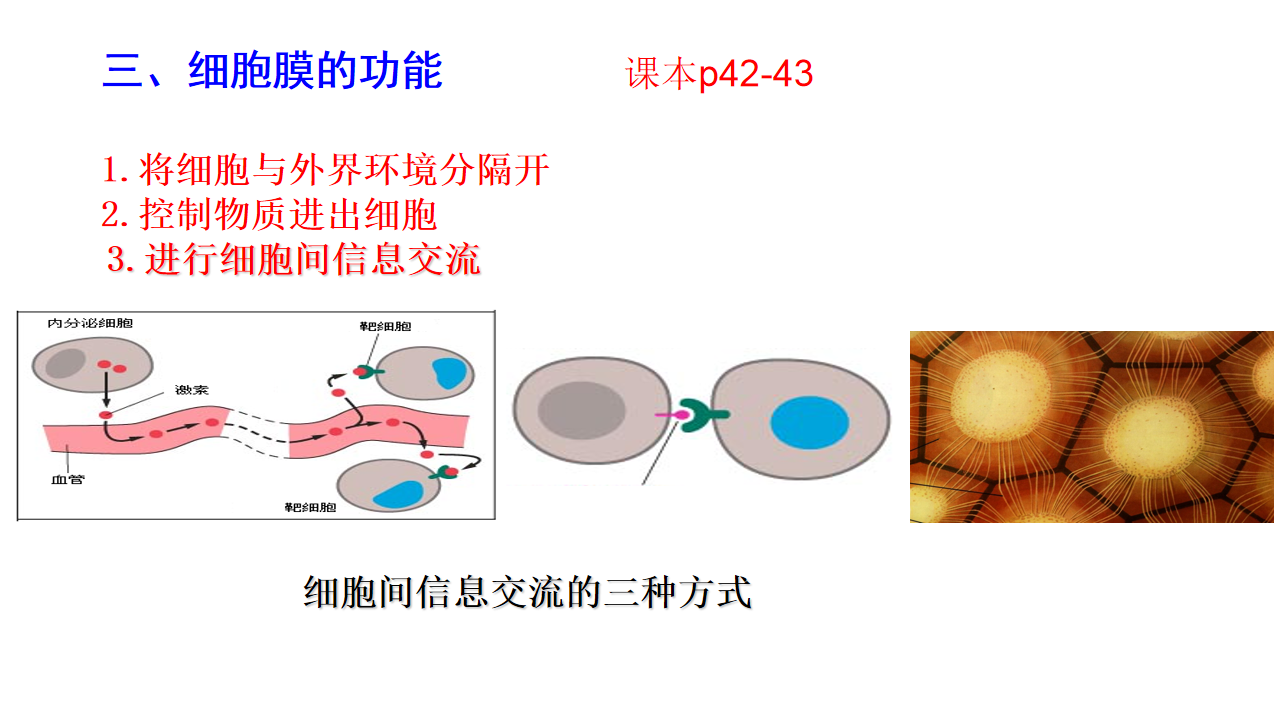 三、细胞膜的功能
课本p42-43
1.将细胞与外界环境分隔开
2.控制物质进出细胞
3.进行细胞间信息交流
内分泌细胞
靶细胞
激素
血管
靶细胞
细胞间信息交流的三种方式